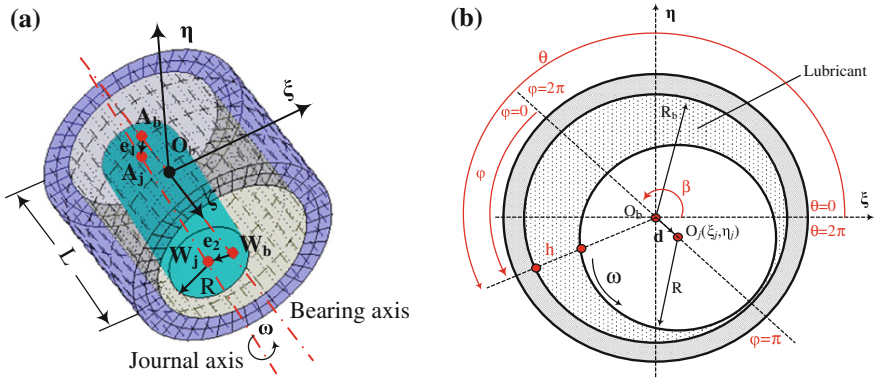 (a)
η
ξ
A_b
e_1
O_b
A_j
ζ
e_2
W_j
W_b
L
R
Bearing axis
ω
Journal axis
(b)
η
θ
Lubricant
φ=2π
φ=0
R_b
φ
β
ξ
O_b
θ=0
d
O_j(ξ_j,η_j)
θ=2π
h
ω
R
φ=π